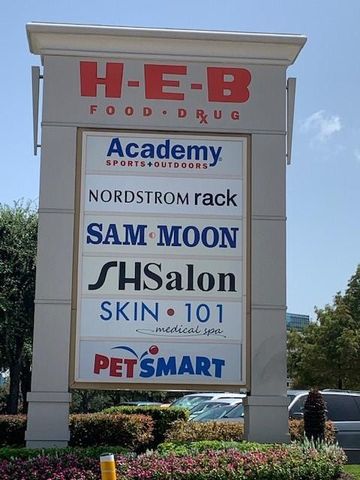 H-E-B
FOOD · DRUG
Academy
SPORTS+OUTDOORS
NORDSTROM rack
SAM·MOON
SHSalon
SKIN · 101
medical spa
PETSMART